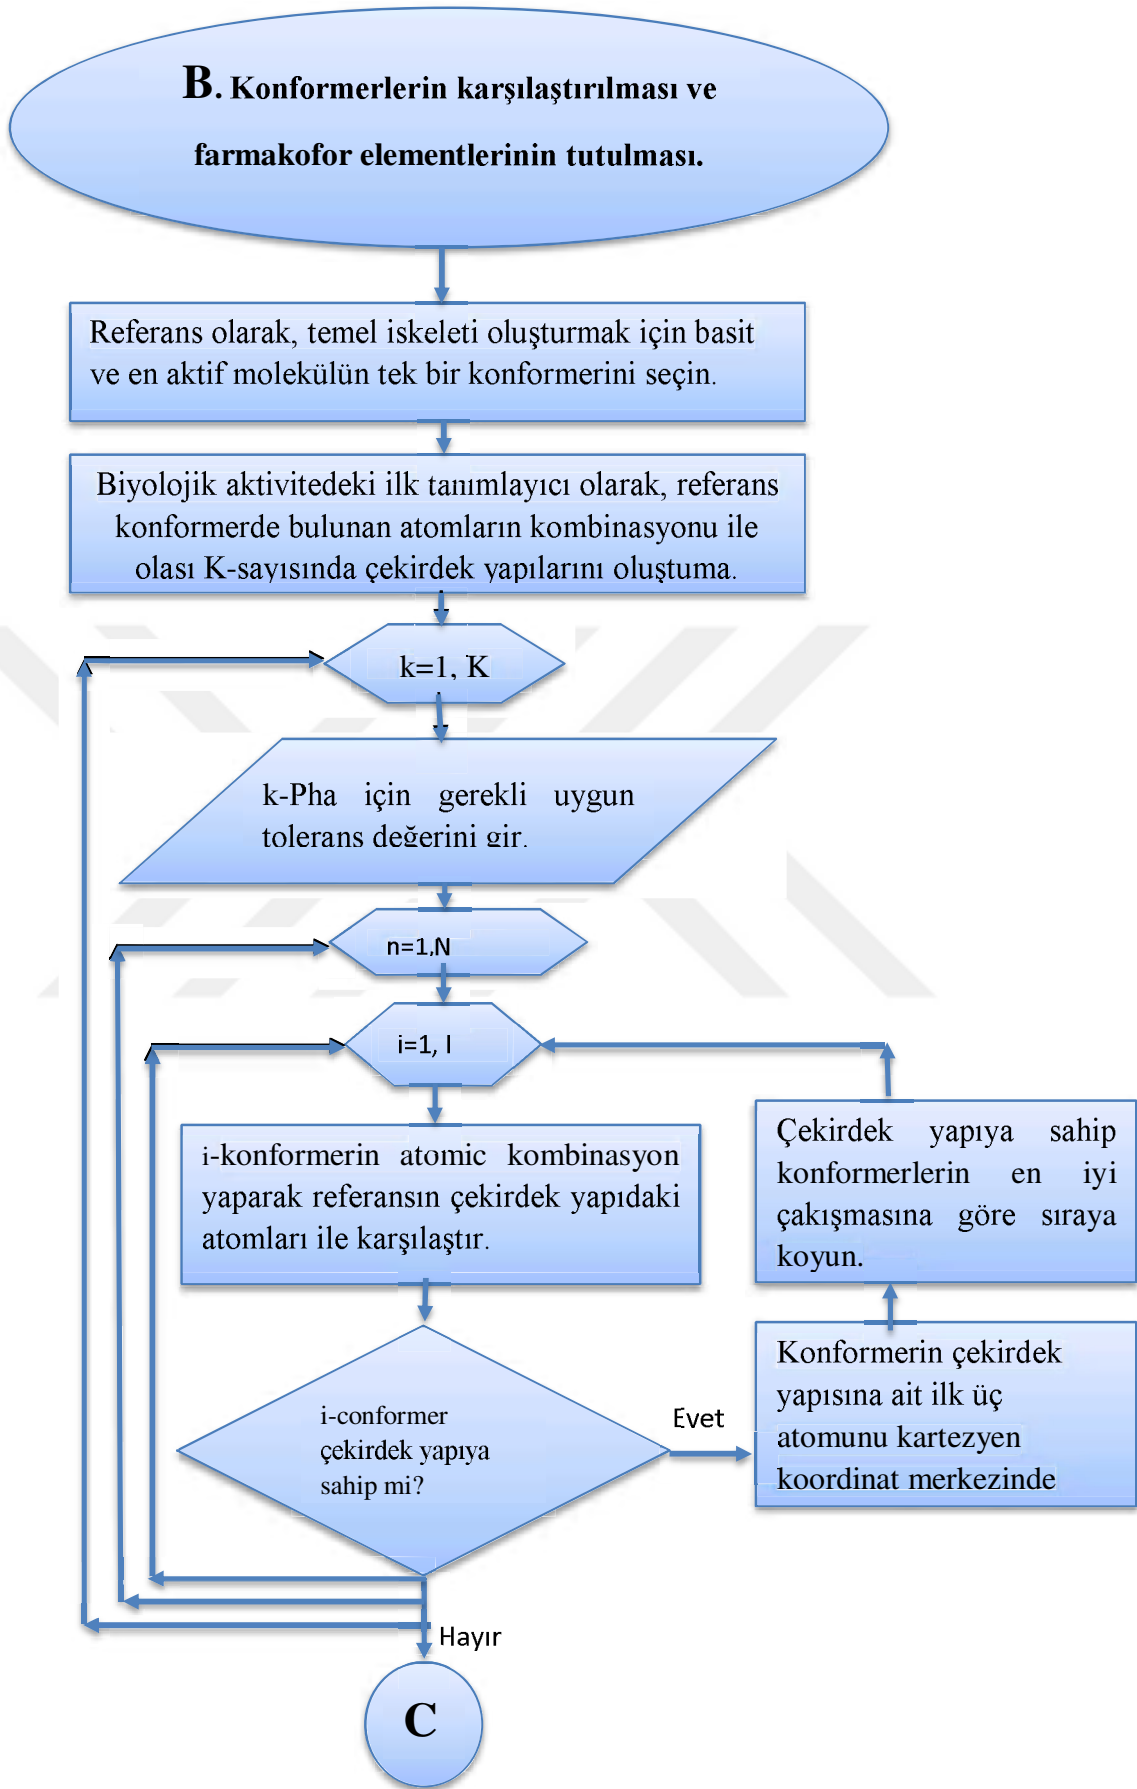 B. Konformerlerin karşılaştırılması ve
farmakofor elementlerinin tutulması.
Referans olarak, temel iskeleti oluşturmak için basit
ve en aktif molekülün tek bir konformerini seçin.
Biyolojik aktivitedeki ilk tanımlayıcı olarak, referans
konformerde bulunan atomların kombinasyonu ile
olası K-sayısında çekirdek yapılarını oluştuma.
k=1, K
k-Pha için gerekli uygun
tolerans değerini gir.
n=1,N
i=1, I
i-konformerin atomic kombinasyon
yaparak referansın çekirdek yapıdaki
atomları ile karşılaştır.
i-conformer
çekirdek yapıya
sahip mi?
Evet
Konformerin çekirdek
yapısına ait ilk üç
atomunu kartezyen
koordinat merkezinde
Çekirdek yapıya sahip
konformerlerin en iyi
çakışmasına göre sıraya
koyun.
Hayır
C